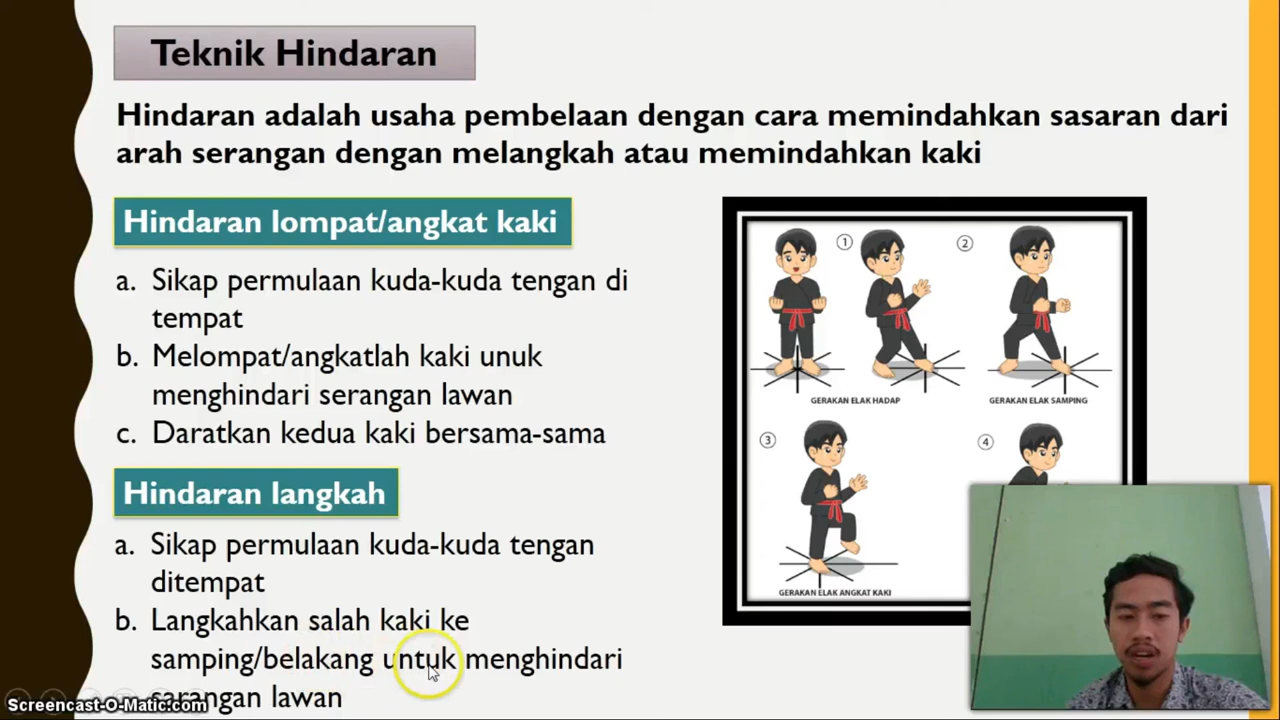 Teknik Hindaran
Hindaran adalah usaha pembelaan dengan cara memindahkan sasaran dari
arah serangan dengan melangkah atau memindahkan kaki
Hindaran lompat/angkat kaki
a. Sikap permulaan kuda-kuda tengan di
tempat
b. Melompat/angkatlah kaki unuk
menghindari serangan lawan
c. Daratkan kedua kaki bersama-sama
Hindaran langkah
a. Sikap permulaan kuda-kuda tengan
ditempat
b. Langkahkan salah kaki ke
samping/belakang untuk menghindari
sarangan lawan
1
2
GERAKAN ELAK HADAP
GERAKAN ELAK SAMPING
3
4
GERAKAN ELAK ANGKAT KAKI
Screencast-O-Matic.com